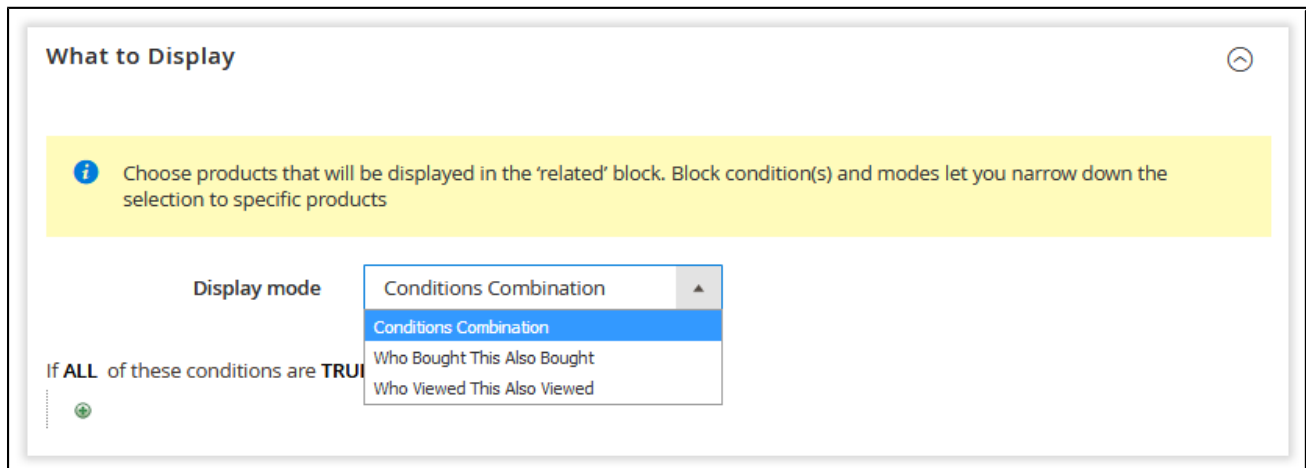 What to Display
Choose products that will be displayed in the ‘related’ block. Block condition(s) and modes let you narrow down the
selection to specific products
Display mode
Conditions Combination
Conditions Combination
Who Bought This Also Bought
Who Viewed This Also Viewed
If ALL of these conditions are